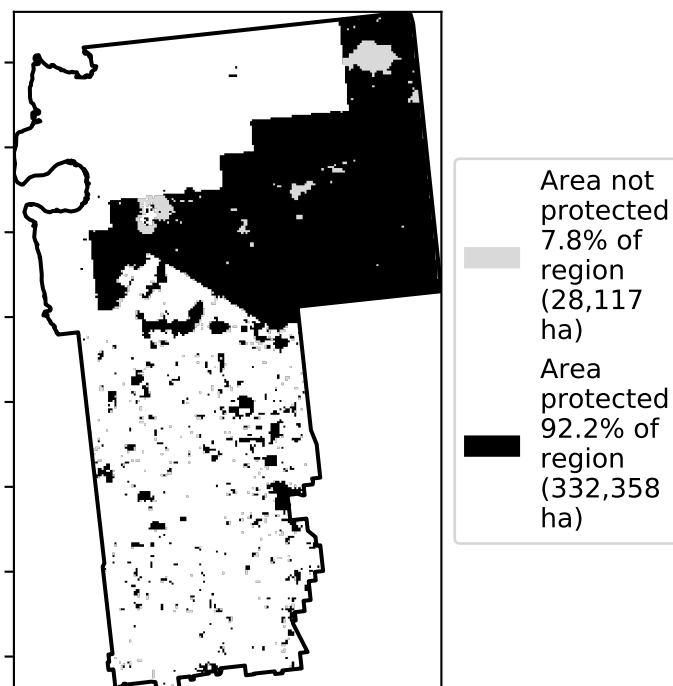 Area not
protected
7.8% of
region
(28,117
ha)
Area
protected
92.2% of
region
(332,358
ha)